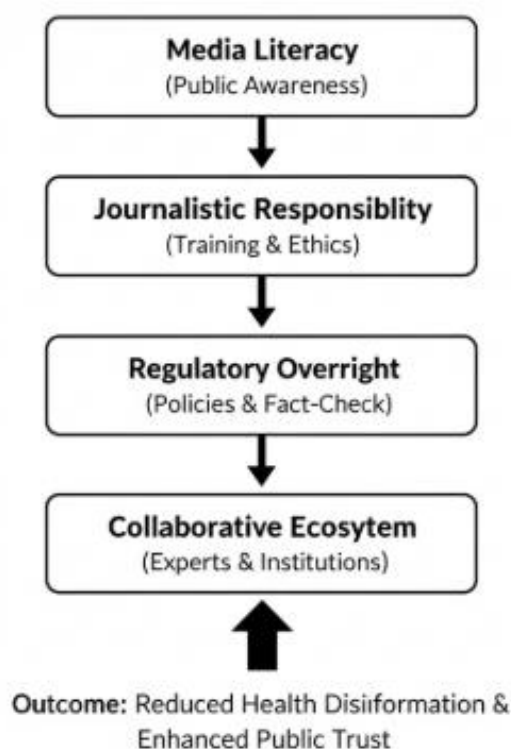 Media Literacy
(Public Awareness)
Journalistic Responsiblity
(Training & Ethics)
Regulatory Overright
(Policies & Fact-Check)
Collaborative Ecosytem
(Experts & Institutions)
Outcome: Reduced Health Disiiformation &
Enhanced Public Trust